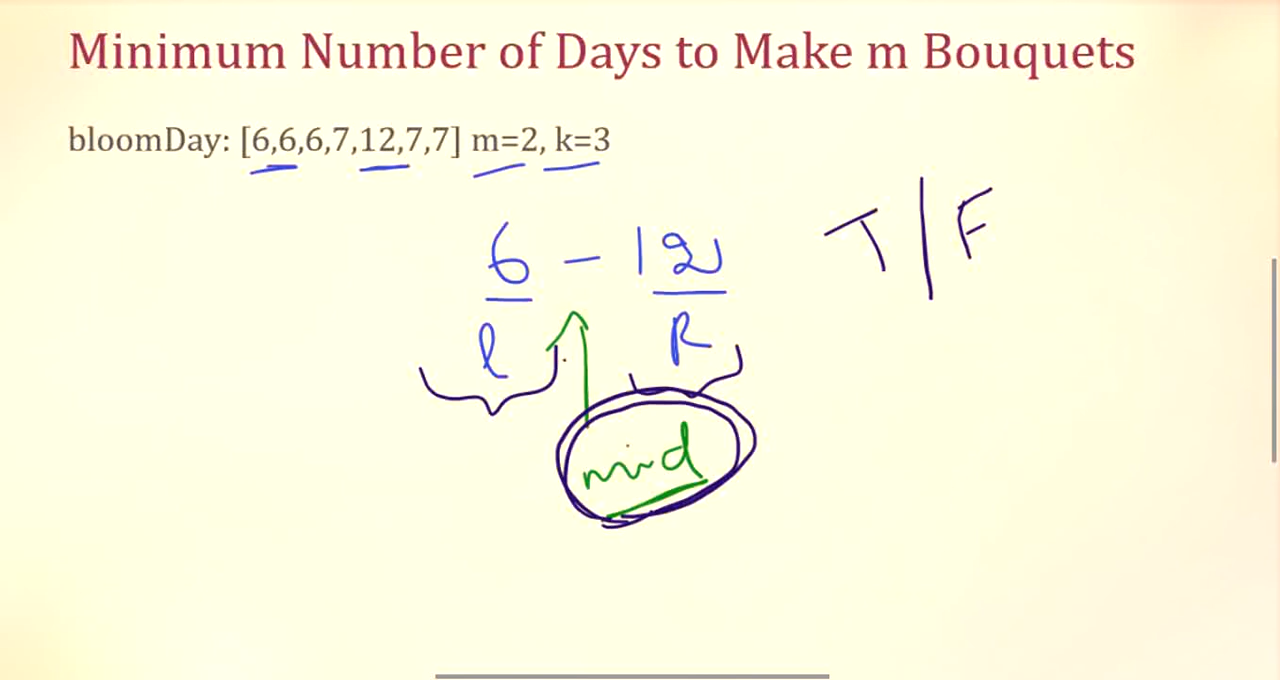 Minimum Number of Days to Make m Bouquets
bloomDay: [6,6,6,7,12,7,7] m=2, k=3
6 - 12 T/F
l R
mid